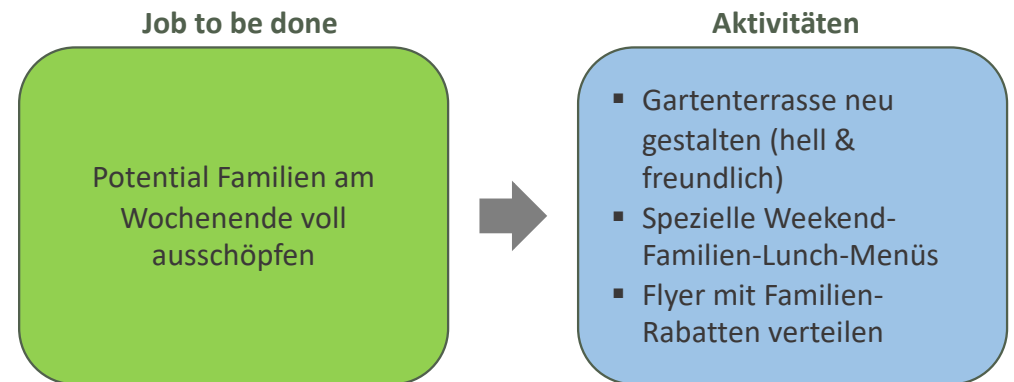 Job to be done
Potential Familien am
Wochenende voll
ausschöpfen
Aktivitäten
▪ Gartenterrasse neu
gestalten (hell &
freundlich)
▪ Spezielle Weekend-
Familien-Lunch-Menüs
▪ Flyer mit Familien-
Rabatten verteilen